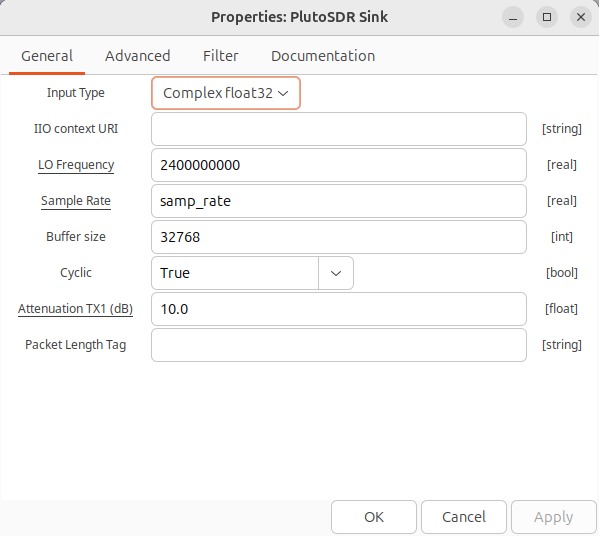 Properties: PlutoSDR Sink
General Advanced Filter Documentation
Input Type Complex float32
IIO context URI [string]
LO Frequency 2400000000 [real]
Sample Rate samp_rate [real]
Buffer size 32768 [int]
Cyclic True [bool]
Attenuation TX1 (dB) 10.0 [float]
Packet Length Tag [string]
OK Cancel Apply